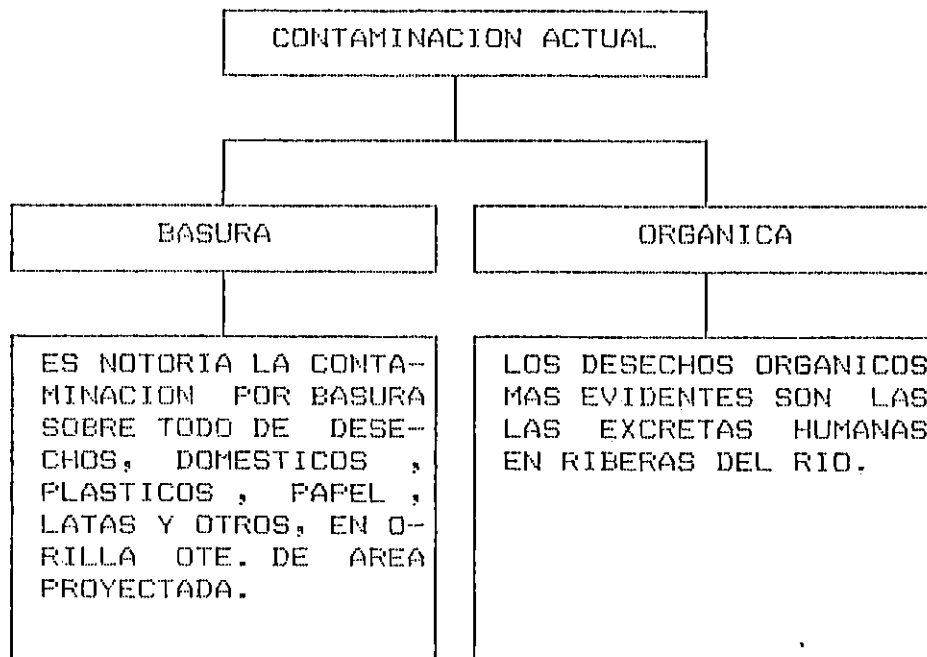 CONTAMINACION ACTUAL
BASURA
ES NOTORIA LA CONTA-
MINACION POR BASURA
SOBRE TODO DE DESE-
CHOS, DOMESTICOS ,
PLASTICOS , PAPEL ,
LATAS Y OTROS, EN O-
RILLA OTE. DE AREA
PROYECTADA.
ORGANICA
LOS DESECHOS ORGANICOS
MAS EVIDENTES SON LAS
LAS EXCRETAS HUMANAS
EN RIBERAS DEL RIO.